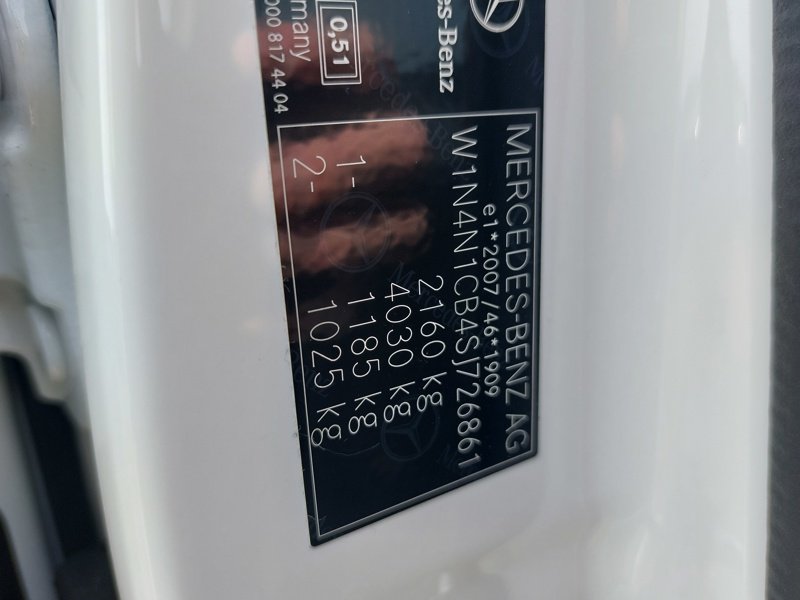 es-Benz
0,51
many
000 817 44 04
MERCEDES-BENZ AG
e1*2007/46*1909
W1N4N1CB4SJ726861
2160 kg
4030 kg
1- 1185 kg
2- 1025 kg